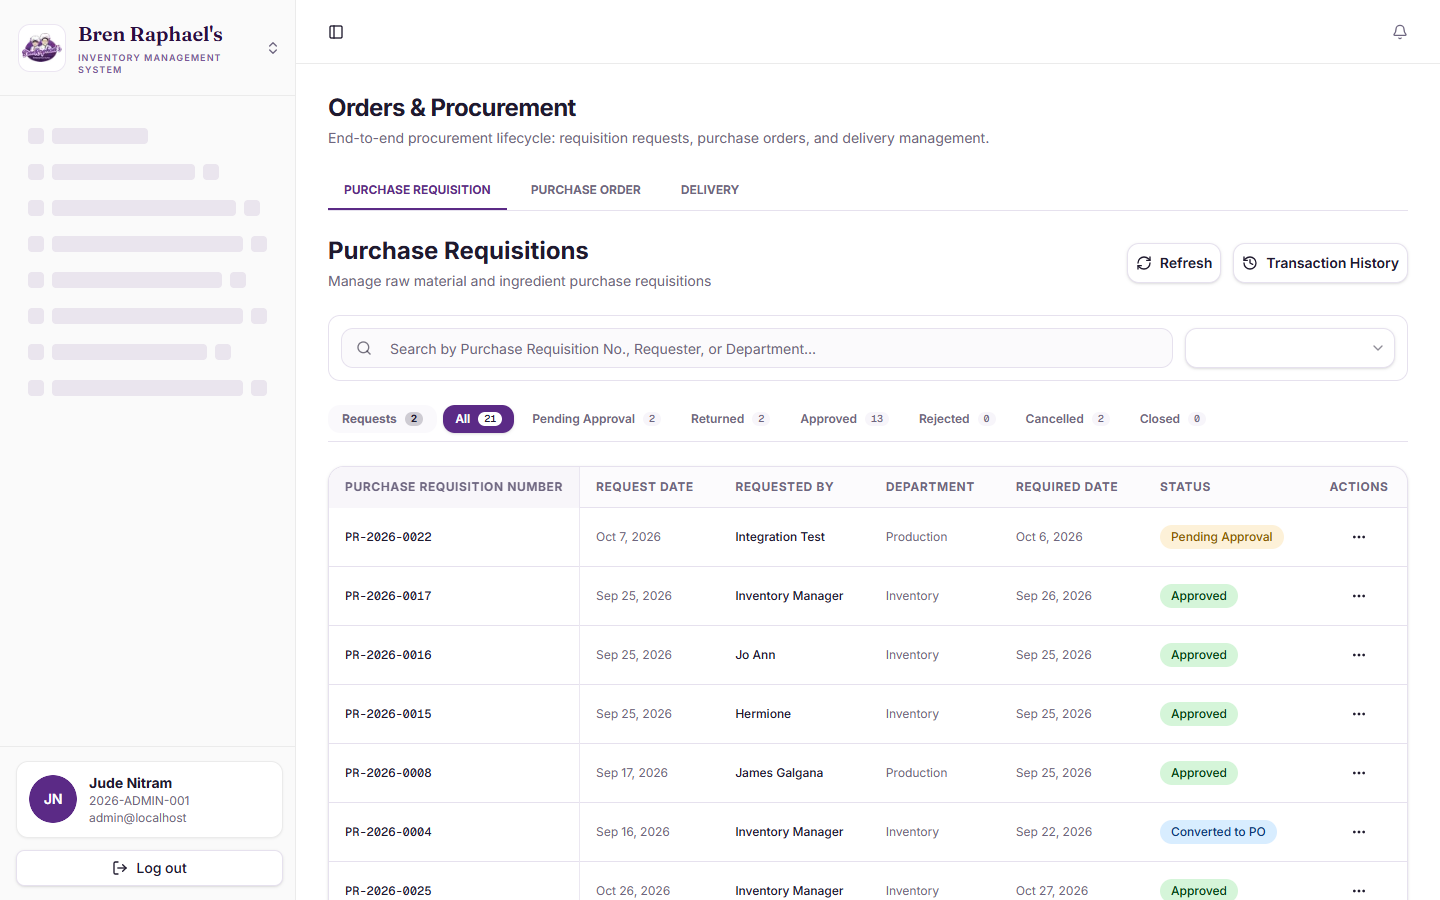 Bren Raphael's
INVENTORY MANAGEMENT
SYSTEM
Orders & Procurement
End-to-end procurement lifecycle: requisition requests, purchase orders, and delivery management.
PURCHASE REQUISITION PURCHASE ORDER DELIVERY
Purchase Requisitions
Manage raw material and ingredient purchase requisitions
Refresh Transaction History
Search by Purchase Requisition No., Requester, or Department...
Requests 2 All 21 Pending Approval 2 Returned 2 Approved 13 Rejected 0 Cancelled 2 Closed 0
PURCHASE REQUISITION NUMBER REQUEST DATE REQUESTED BY DEPARTMENT REQUIRED DATE STATUS ACTIONS
PR-2026-0022 Oct 7, 2026 Integration Test Production Oct 6, 2026 Pending Approval
PR-2026-0017 Sep 25, 2026 Inventory Manager Inventory Sep 26, 2026 Approved
PR-2026-0016 Sep 25, 2026 Jo Ann Inventory Sep 25, 2026 Approved
PR-2026-0015 Sep 25, 2026 Hermione Inventory Sep 25, 2026 Approved
PR-2026-0008 Sep 17, 2026 James Galgana Production Sep 25, 2026 Approved
PR-2026-0004 Sep 16, 2026 Inventory Manager Inventory Sep 22, 2026 Converted to PO
PR-2026-0025 Oct 26, 2026 Inventory Manager Inventory Oct 27, 2026 Approved
JN
Jude Nitram
2026-ADMIN-001
admin@localhost
Log out